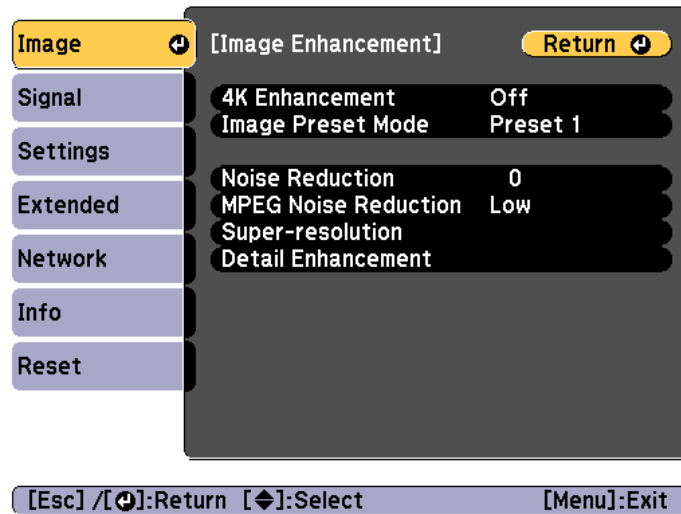 Image
[Image Enhancement]
Return
Signal
4K Enhancement Off
Image Preset Mode Preset 1
Settings
Noise Reduction 0
Extended
MPEG Noise Reduction Low
Super-resolution
Network
Detail Enhancement
Info
Reset
[Esc] /[⏎]:Return [◆]:Select [Menu]:Exit